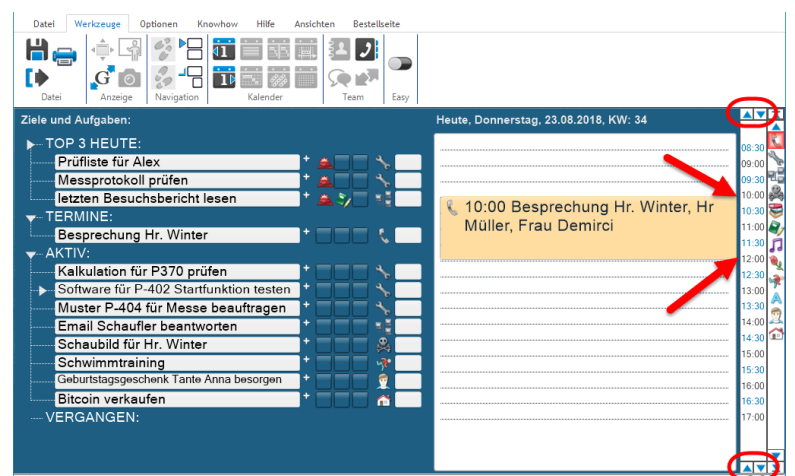 Datei Werkzeuge Optionen Knowhow Hilfe Ansichten Bestellseite
G
1
1
Datei Anzeige Navigation Kalender Team Easy
Ziele und Aufgaben:
TOP 3 HEUTE:
Prüfliste für Alex +
Messprotokoll prüfen +
letzten Besuchsbericht lesen +
TERMINE:
Besprechung Hr. Winter +
AKTIV:
Kalkulation für P370 prüfen +
Software für P-402 Startfunktion testen +
Muster P-404 für Messe beauftragen +
Email Schaufler beantworten +
Schaubild für Hr. Winter +
Schwimmtraining +
Geburtstagsgeschenk Tante Anna besorgen +
Bitcoin verkaufen +
VERGANGEN:
Heute, Donnerstag, 23.08.2018, KW: 34
10:00 Besprechung Hr. Winter, Hr
Müller, Frau Demirci
08:30
09:00
09:30
10:00
10:30
11:00
11:30
12:00
12:30
13:00
13:30
14:00
14:30
15:00
15:30
16:00
16:30
17:00
A